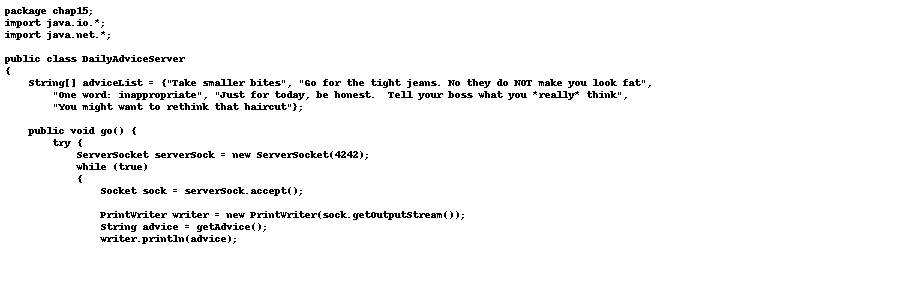 package chap15;
import java.io.*;
import java.net.*;

public class DailyAdviceServer
{
    String[] adviceList = {"Take smaller bites", "Go for the tight jeans. No they do NOT make you look fat",
        "One word: inappropriate", "Just for today, be honest.  Tell your boss what you *really* think",
        "You might want to rethink that haircut"};

    public void go() {
        try {
            ServerSocket serverSock = new ServerSocket(4242);
            while (true)
            {
                Socket sock = serverSock.accept();

                PrintWriter writer = new PrintWriter(sock.getOutputStream());
                String advice = getAdvice();
                writer.println(advice);